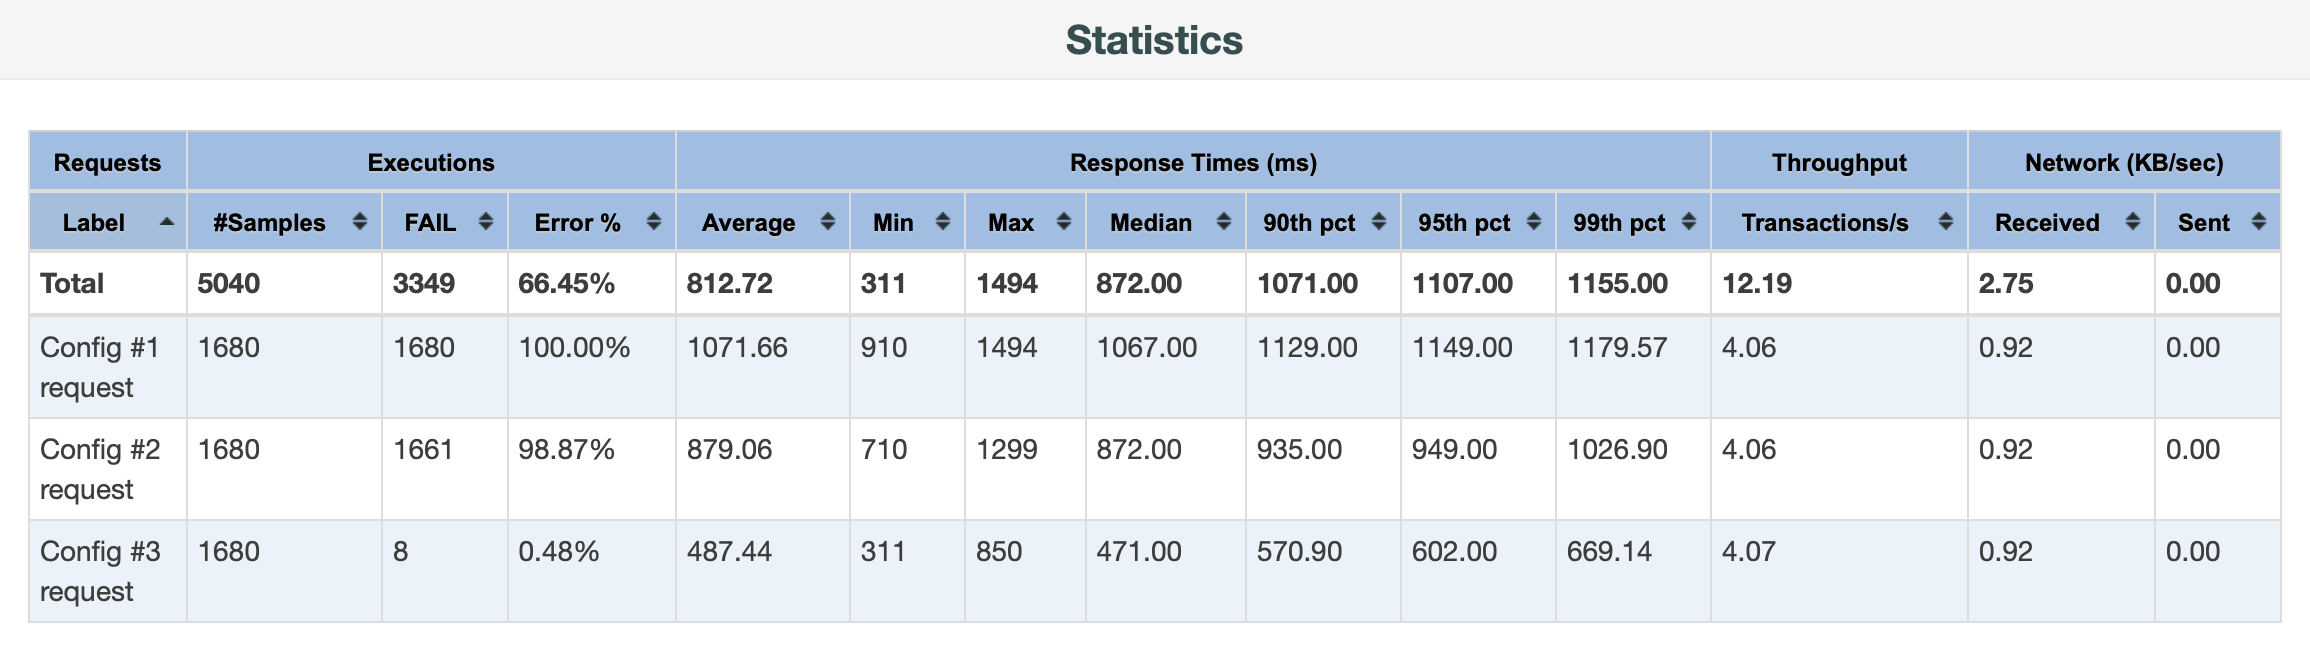 Statistics
Requests Executions Response Times (ms) Throughput Network (KB/sec)
Label #Samples FAIL Error % Average Min Max Median 90th pct 95th pct 99th pct Transactions/s Received Sent
Total 5040 3349 66.45% 812.72 311 1494 872.00 1071.00 1107.00 1155.00 12.19 2.75 0.00
Config #1 1680 1680 100.00% 1071.66 910 1494 1067.00 1129.00 1149.00 1179.57 4.06 0.92 0.00
request
Config #2 1680 1661 98.87% 879.06 710 1299 872.00 935.00 949.00 1026.90 4.06 0.92 0.00
request
Config #3 1680 8 0.48% 487.44 311 850 471.00 570.90 602.00 669.14 4.07 0.92 0.00
request